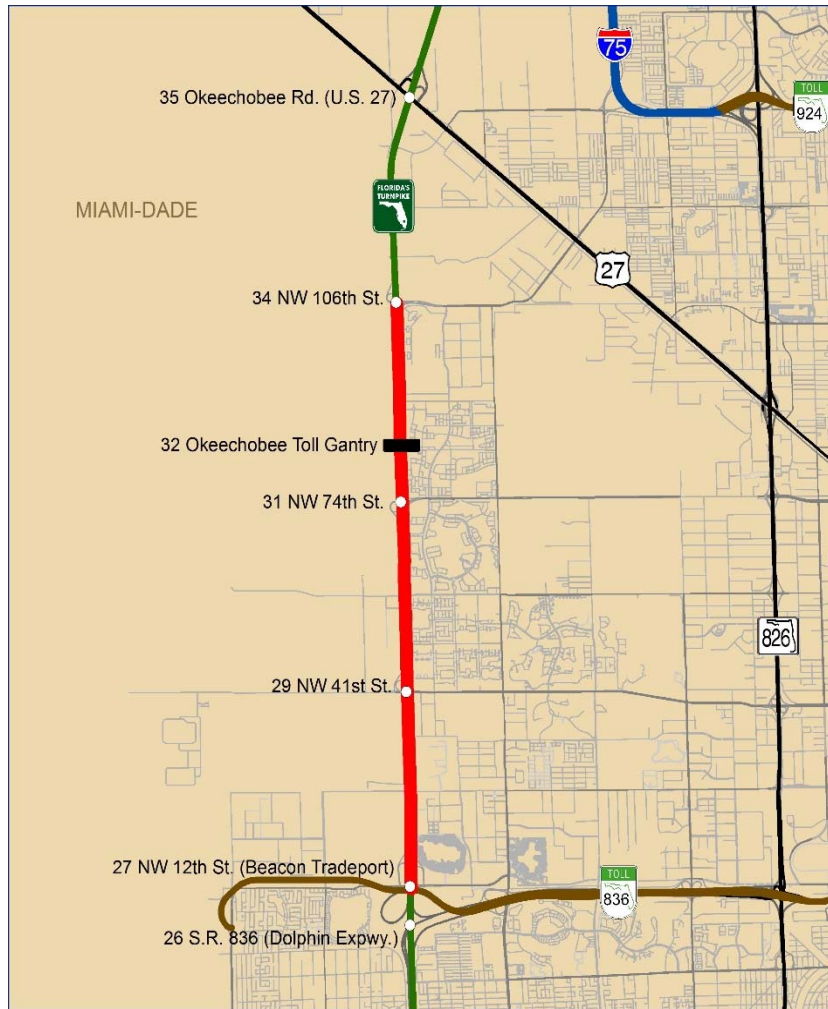 75
TOLL
924
35 Okeechobee Rd. (U.S. 27)
FLORIDA'S
TURNPIKE
MIAMI-DADE
27
34 NW 106th St.
32 Okeechobee Toll Gantry
31 NW 74th St.
826
29 NW 41st St.
27 NW 12th St. (Beacon Tradeport)
TOLL
836
26 S.R. 836 (Dolphin Expwy.)